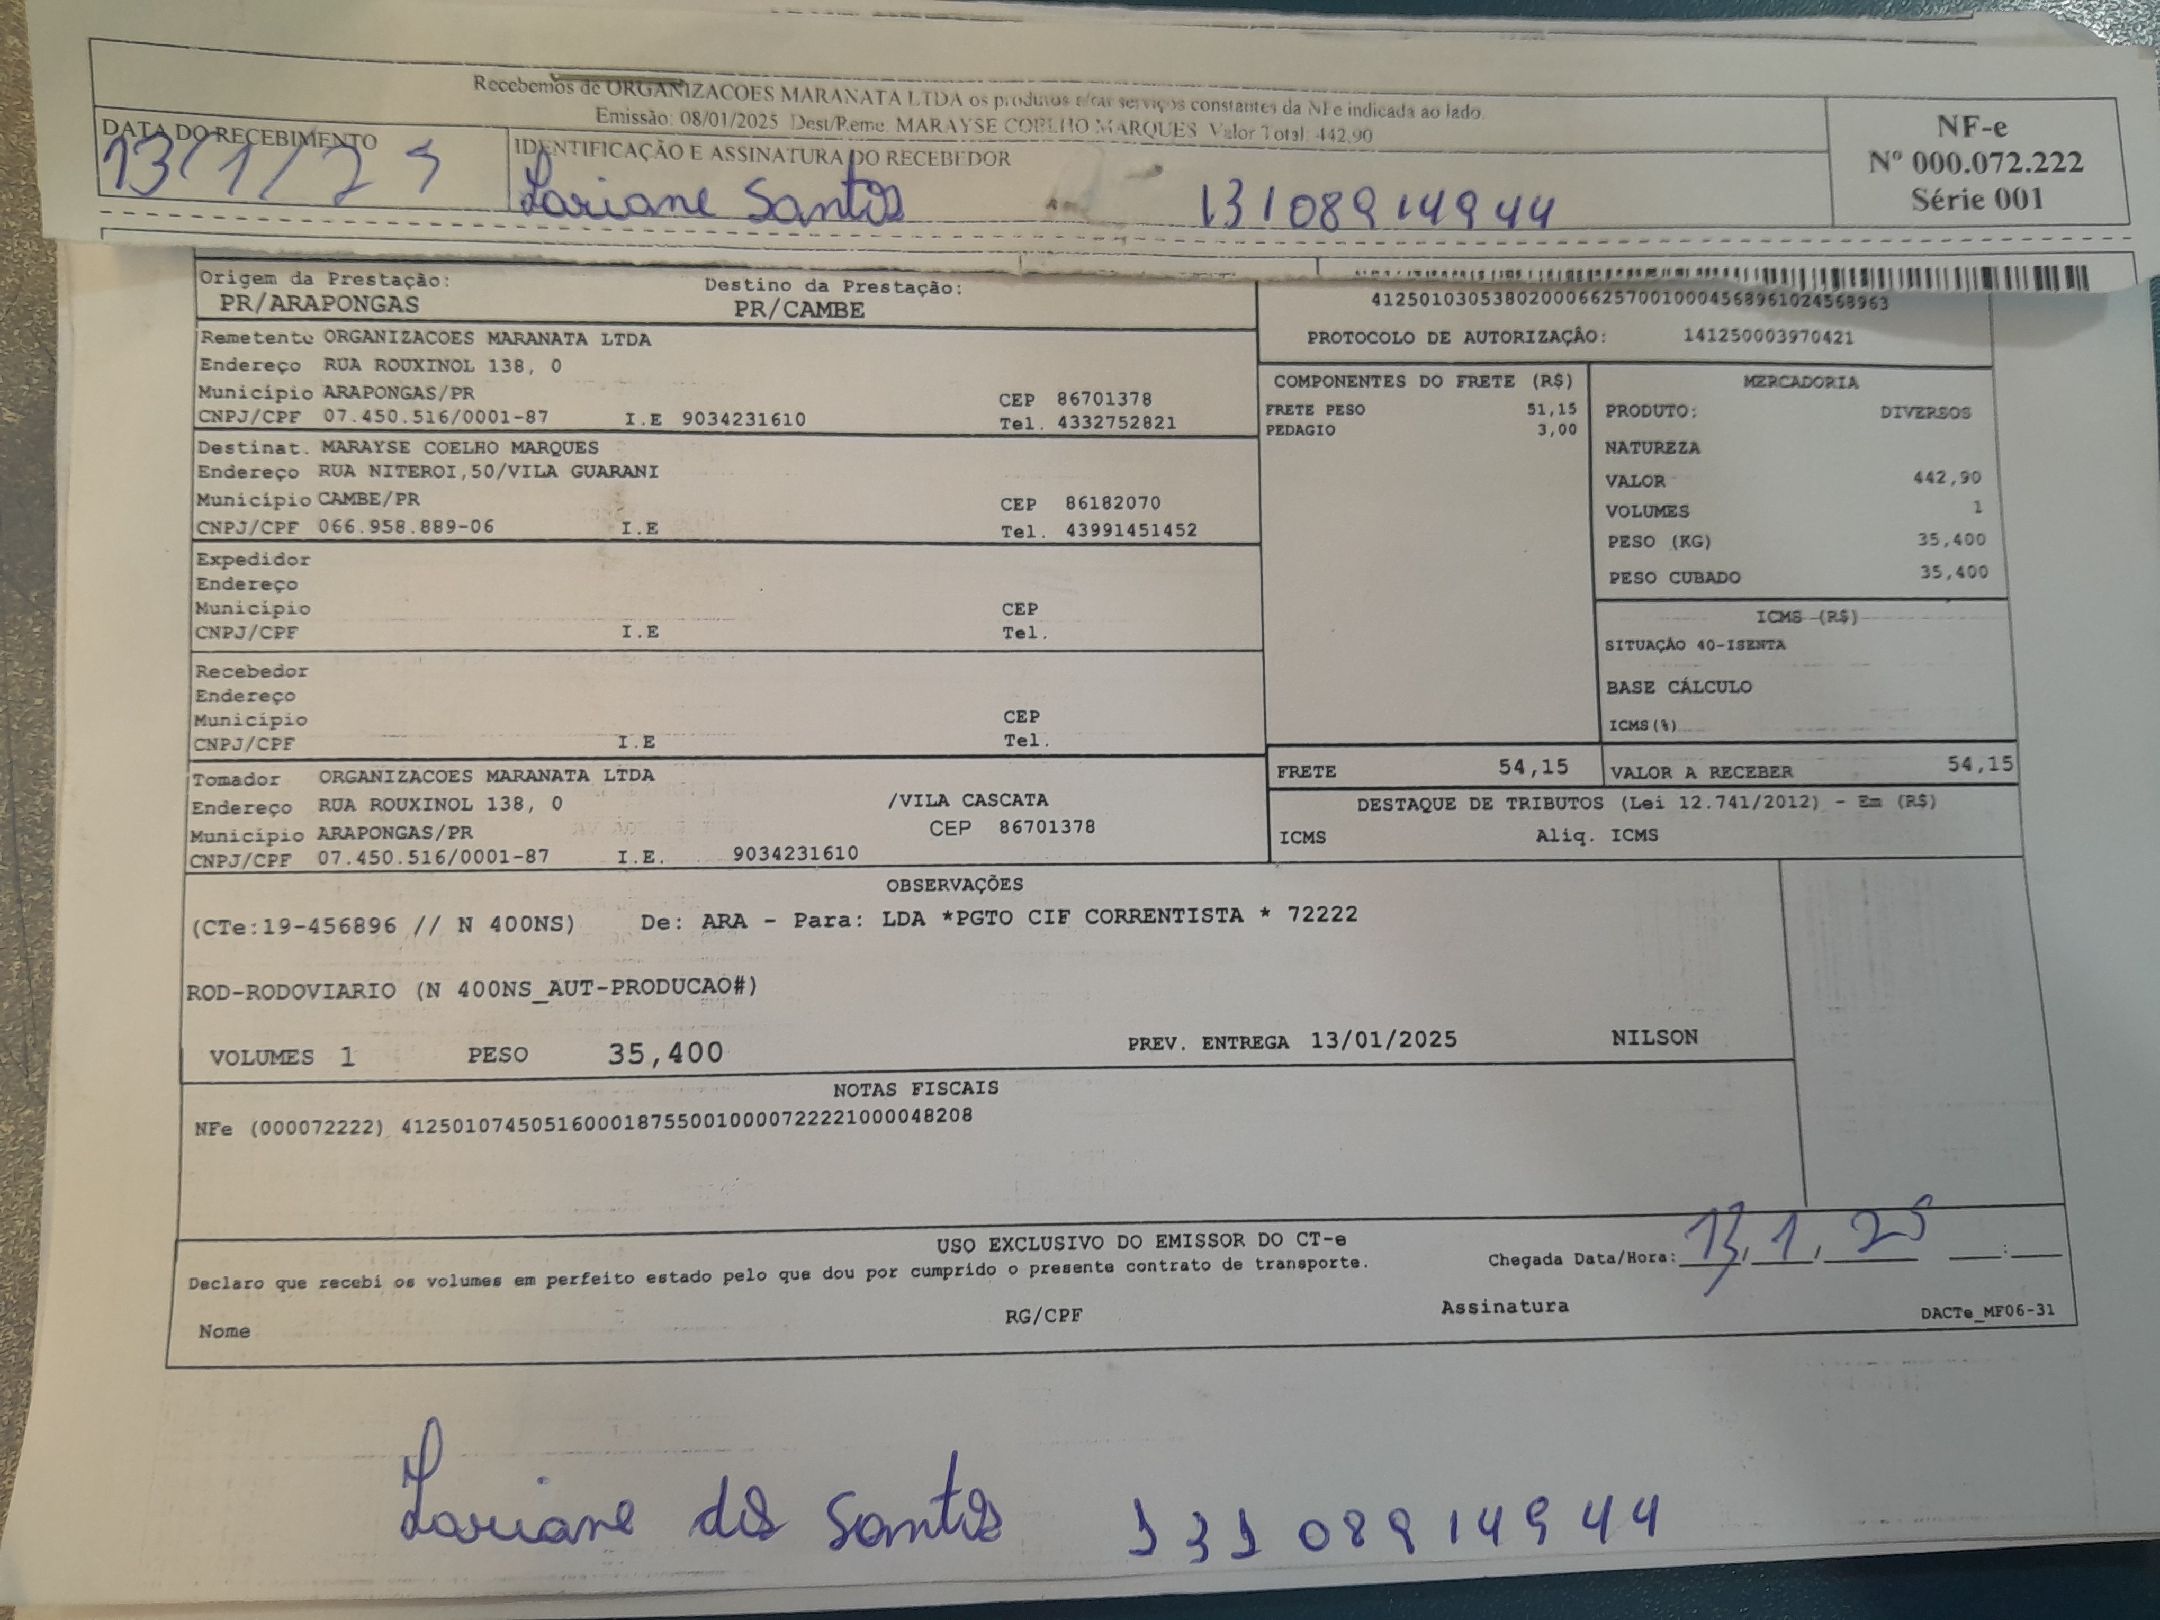 Recebemos de ORGANIZACOES MARANATA LTDA os produtos e/ou serviços constantes da NFe indicada ao lado.
Emissão: 08/01/2025 Dest/Reme: MARAYSE COELHO MARQUES Valor Total: 442,90
DATA DO RECEBIMENTO
13/1/25
IDENTIFICAÇÃO E ASSINATURA DO RECEBEDOR
Lariane Santos 13108914944
NF-e
Nº 000.072.222
Série 001
Origem da Prestação: Destino da Prestação:
PR/ARAPONGAS PR/CAMBE
41250103053802000662570010004568961024568963
PROTOCOLO DE AUTORIZAÇÃO: 141250003970421
Remetente ORGANIZACOES MARANATA LTDA
Endereço RUA ROUXINOL 138, 0
Município ARAPONGAS/PR CEP 86701378
CNPJ/CPF 07.450.516/0001-87 I.E 9034231610 Tel. 4332752821
Destinat. MARAYSE COELHO MARQUES
Endereço RUA NITEROI,50/VILA GUARANI
Município CAMBE/PR CEP 86182070
CNPJ/CPF 066.958.889-06 I.E Tel. 43991451452
Expedidor
Endereço
Município CEP
CNPJ/CPF I.E Tel.
Recebedor
Endereço
Município CEP
CNPJ/CPF I.E Tel.
Tomador ORGANIZACOES MARANATA LTDA
Endereço RUA ROUXINOL 138, 0 /VILA CASCATA
Município ARAPONGAS/PR CEP 86701378
CNPJ/CPF 07.450.516/0001-87 I.E. 9034231610
COMPONENTES DO FRETE (R$)
FRETE PESO 51,15
PEDAGIO 3,00
MERCADORIA
PRODUTO: DIVERSOS
NATUREZA
VALOR 442,90
VOLUMES 1
PESO (KG) 35,400
PESO CUBADO 35,400
ICMS (R$)
SITUAÇÃO 40-ISENTA
BASE CÁLCULO
ICMS(%)
FRETE 54,15 VALOR A RECEBER 54,15
DESTAQUE DE TRIBUTOS (Lei 12.741/2012) - Em (R$)
ICMS Aliq. ICMS
OBSERVAÇÕES
(CTe:19-456896 // N 400NS) De: ARA - Para: LDA *PGTO CIF CORRENTISTA * 72222
ROD-RODOVIARIO (N 400NS_AUT-PRODUCAO#)
VOLUMES 1 PESO 35,400 PREV. ENTREGA 13/01/2025 NILSON
NOTAS FISCAIS
NFe (000072222) 41250107450516000187550010000722221000048208
USO EXCLUSIVO DO EMISSOR DO CT-e
Declaro que recebi os volumes em perfeito estado pelo que dou por cumprido o presente contrato de transporte.
Chegada Data/Hora: 13, 1, 25 __:__
Nome RG/CPF Assinatura DACTe_MF06-31
Lariane dos Santos 13108914944